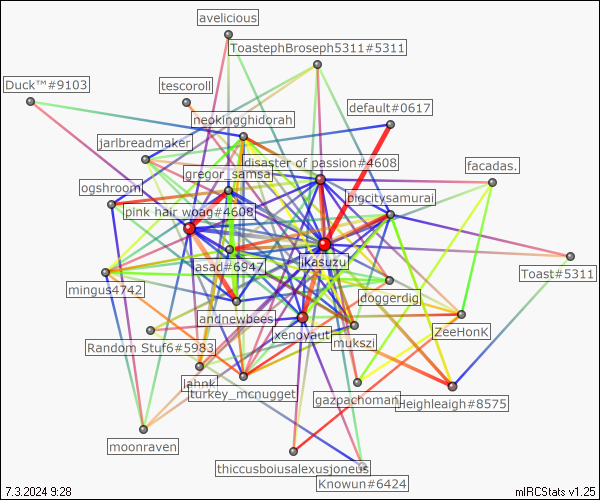 avelicious
ToastephBroseph5311#5311
Duck™#9103
tescoroll
default#0617
neokingghidorah
jarlbreadmaker
disaster of passion#4608
facadas.
gregor_samsa
ogshroom
bigcitysamurai
pink hair woag#4608
jikasuzu
asad#6947
Toast#5311
mingus4742
doggerdig
andnewbees
xenoyaut
ZeeHonK
mukszi
Random Stuf6#5983
lahnk
turkey_mcnugget
gazpachoman
Heighleaigh#8575
moonraven
thiccusboiusalexusjoneus
Knowun#6424
7.3.2024 9:28
mIRCStats v1.25